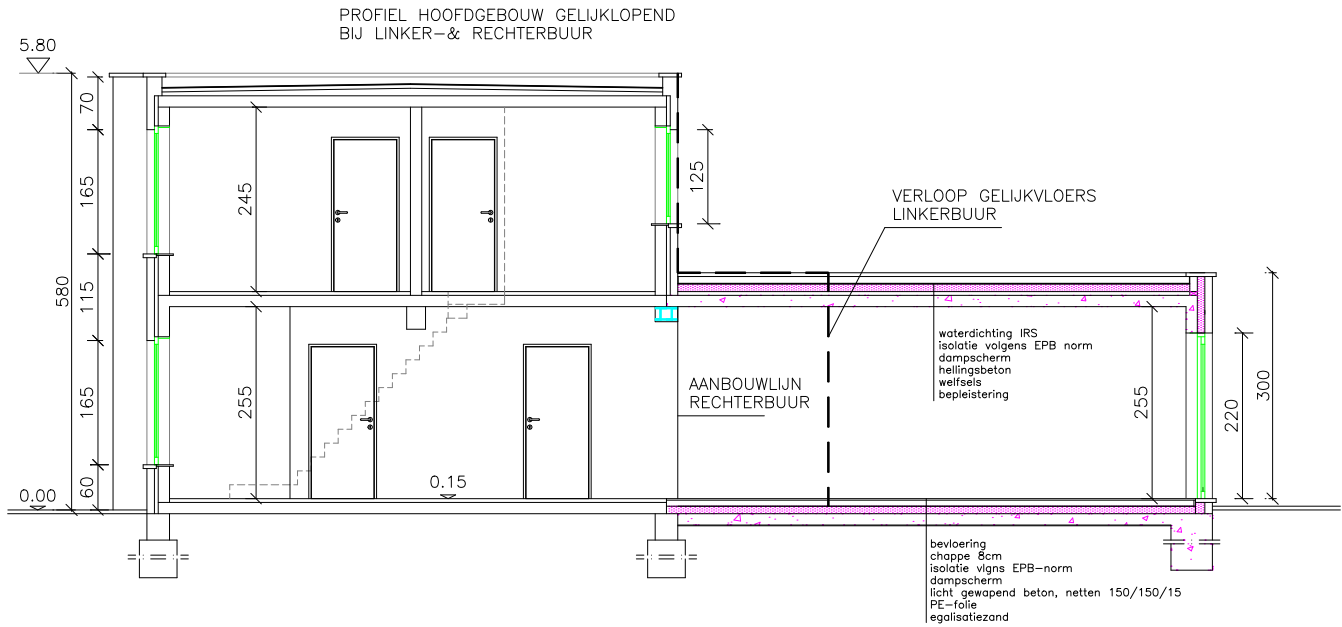 PROFIEL HOOFDGEBOUW GELIJKLOPEND
BIJ LINKER-& RECHTERBUUR
5.80
70
165
245
125
VERLOOP GELIJKVLOERS
LINKERBUUR
580
115
waterdichting IRS
isolatie volgens EPB norm
dampscherm
hellingsbeton
welfsels
bepleistering
AANBOUWLIJN
RECHTERBUUR
165
255
255
220
300
60
0.00
0.15
bevloering
chappe 8cm
isolatie vlgns EPB-norm
dampscherm
licht gewapend beton, netten 150/150/15
PE-folie
egalisatiezand